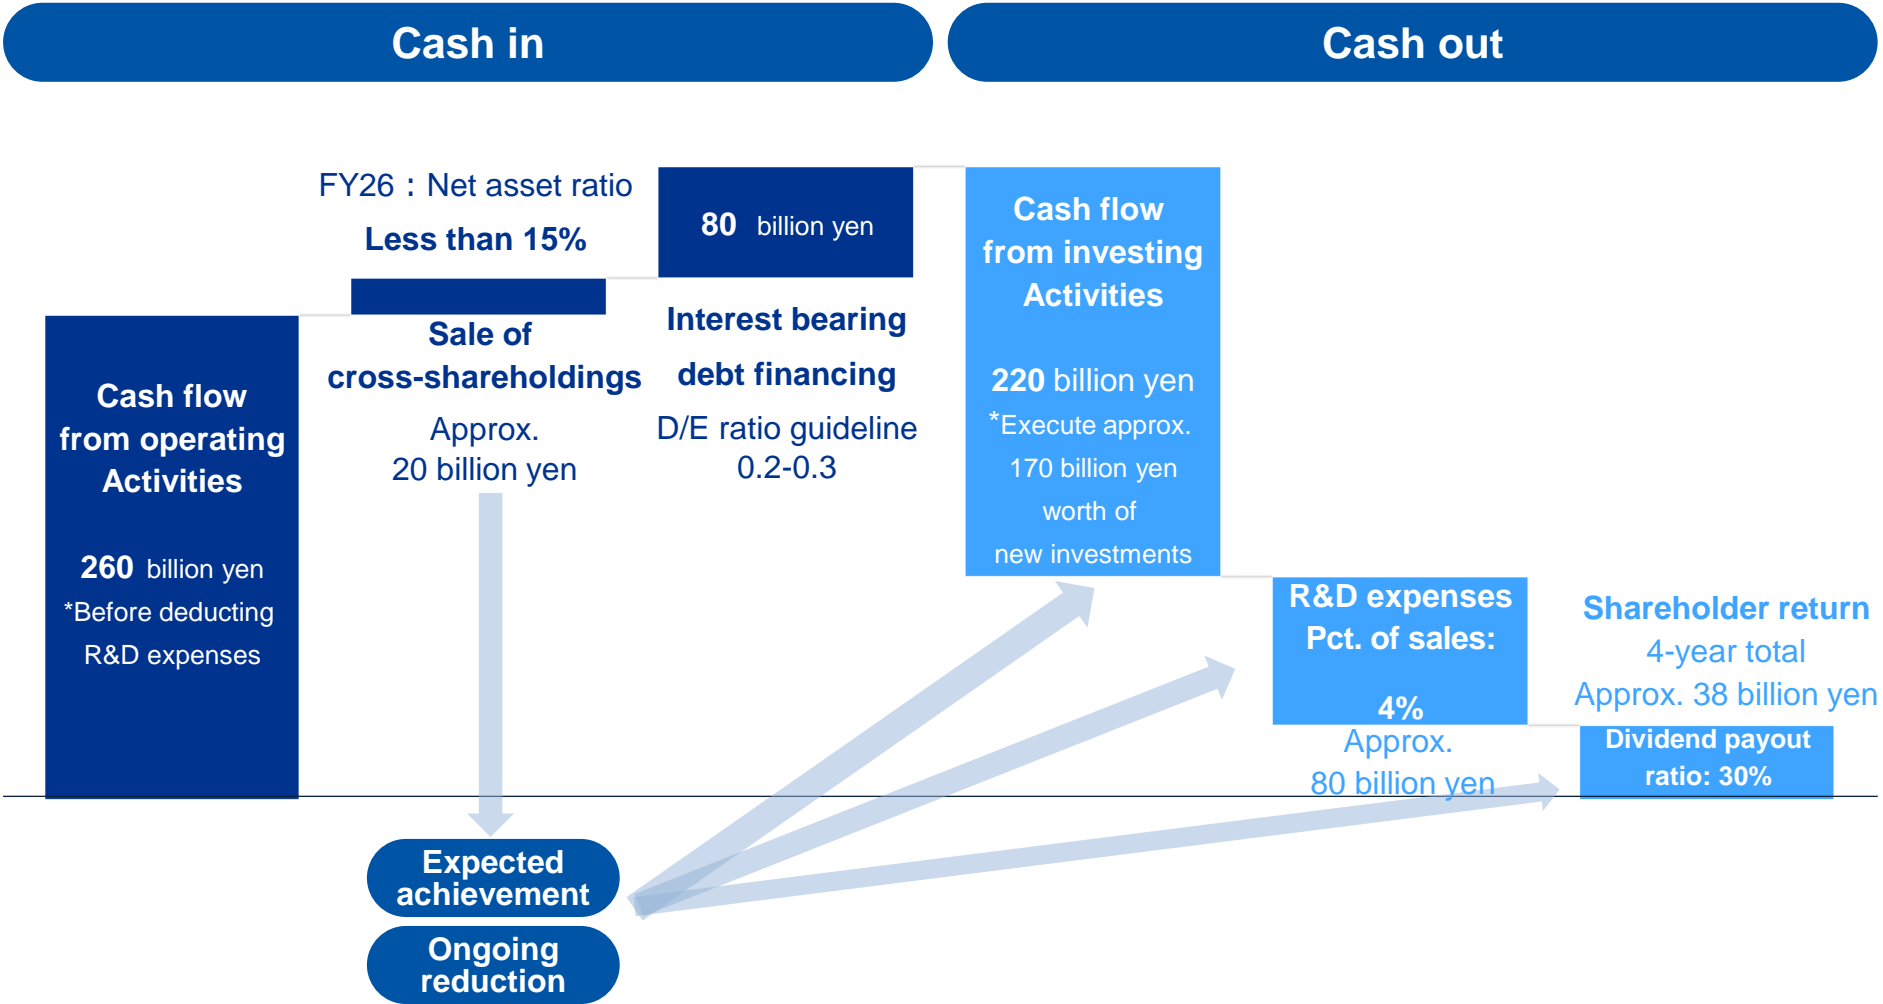 Cash in
Cash out
Cash flow
from operating
Activities
260 billion yen
*Before deducting
R&D expenses
FY26：Net asset ratio
Less than 15%
Sale of
cross-shareholdings
Approx.
20 billion yen
80 billion yen
Interest bearing
debt financing
D/E ratio guideline
0.2-0.3
Cash flow
from investing
Activities
220 billion yen
*Execute approx.
170 billion yen
worth of
new investments
R&D expenses
Pct. of sales:
4%
Approx.
80 billion yen
Shareholder return
4-year total
Approx. 38 billion yen
Dividend payout
ratio: 30%
Expected
achievement
Ongoing
reduction